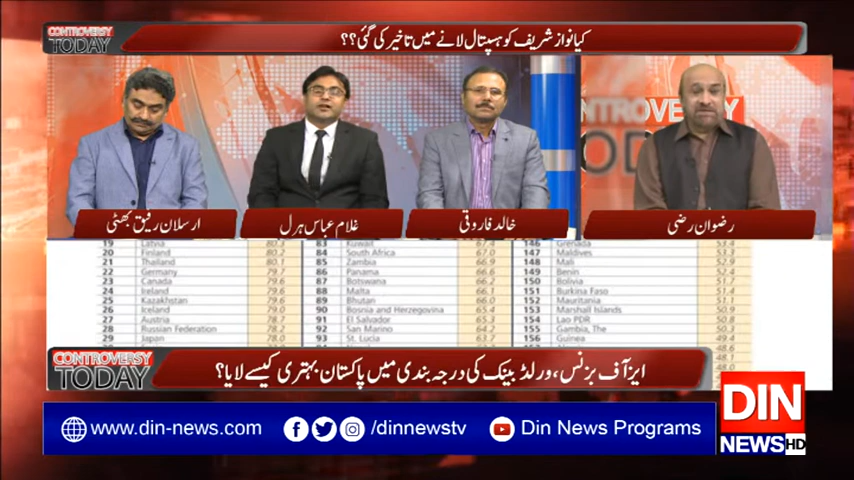 CONTROVERSY
TODAY
کیا نواز شریف کو ہسپتال لانے میں تاخیر کی گئی؟؟
ارسلان رفیق بھٹی
غلام عباس ہرل
خالد فاروقی
رضوان رضی
19 Latvia 80.3 83 Kuwait 67.4 146 Grenada 53.4
20 Finland 80.2 84 South Africa 67.0 147 Maldives 53.3
21 Thailand 80.1 85 Zambia 66.9 148 Mali 52.9
22 Germany 79.7 86 Panama 66.6 149 Benin 52.4
23 Canada 79.6 87 Botswana 66.2 150 Bolivia 51.7
24 Ireland 79.6 88 Malta 66.1 151 Burkina Faso 51.4
25 Kazakhstan 79.6 89 Bhutan 66.0 152 Mauritania 51.1
26 Iceland 79.0 90 Bosnia and Herzegovina 65.4 153 Marshall Islands 50.9
27 Austria 78.7 91 El Salvador 65.3 154 Lao PDR 50.8
28 Russian Federation 78.2 92 San Marino 64.2 155 Gambia, The 50.3
29 Japan 78.0 93 St. Lucia 63.7 156 Guinea 49.4
CONTROVERSY
TODAY
ایز آف بزنس، ورلڈ بینک کی درجہ بندی میں پاکستان بہتری کیسے لایا؟
www.din-news.com /dinnewstv Din News Programs
DIN
NEWS HD